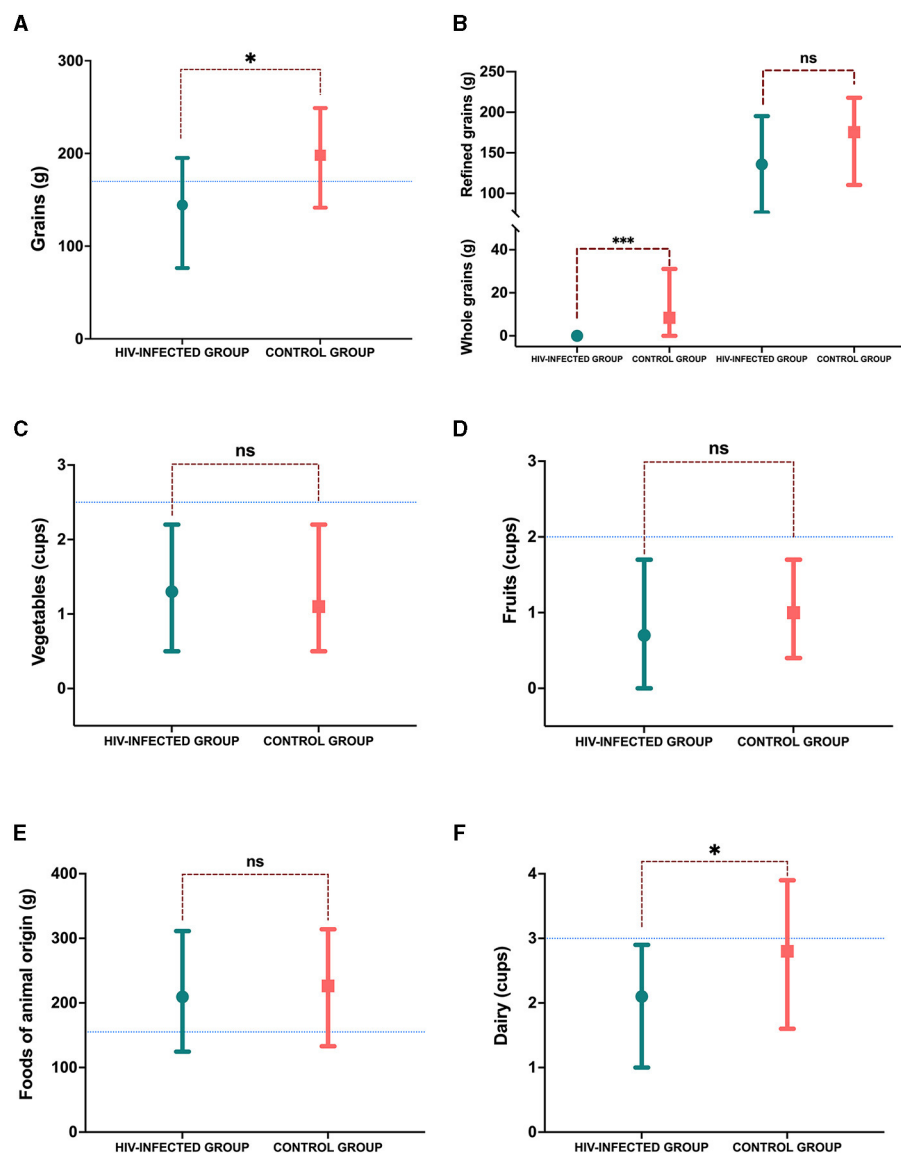 A
Grains (g)
300
200
100
0
*
HIV-INFECTED GROUP CONTROL GROUP
B
Refined grains (g)
250
200
150
100
Whole grains (g)
40
20
0
***
ns
HIV-INFECTED GROUP CONTROL GROUP HIV-INFECTED GROUP CONTROL GROUP
C
Vegetables (cups)
3
2
1
0
ns
HIV-INFECTED GROUP CONTROL GROUP
D
Fruits (cups)
3
2
1
0
ns
HIV-INFECTED GROUP CONTROL GROUP
E
Foods of animal origin (g)
400
300
200
100
0
ns
HIV-INFECTED GROUP CONTROL GROUP
F
Dairy (cups)
4
3
2
1
0
*
HIV-INFECTED GROUP CONTROL GROUP